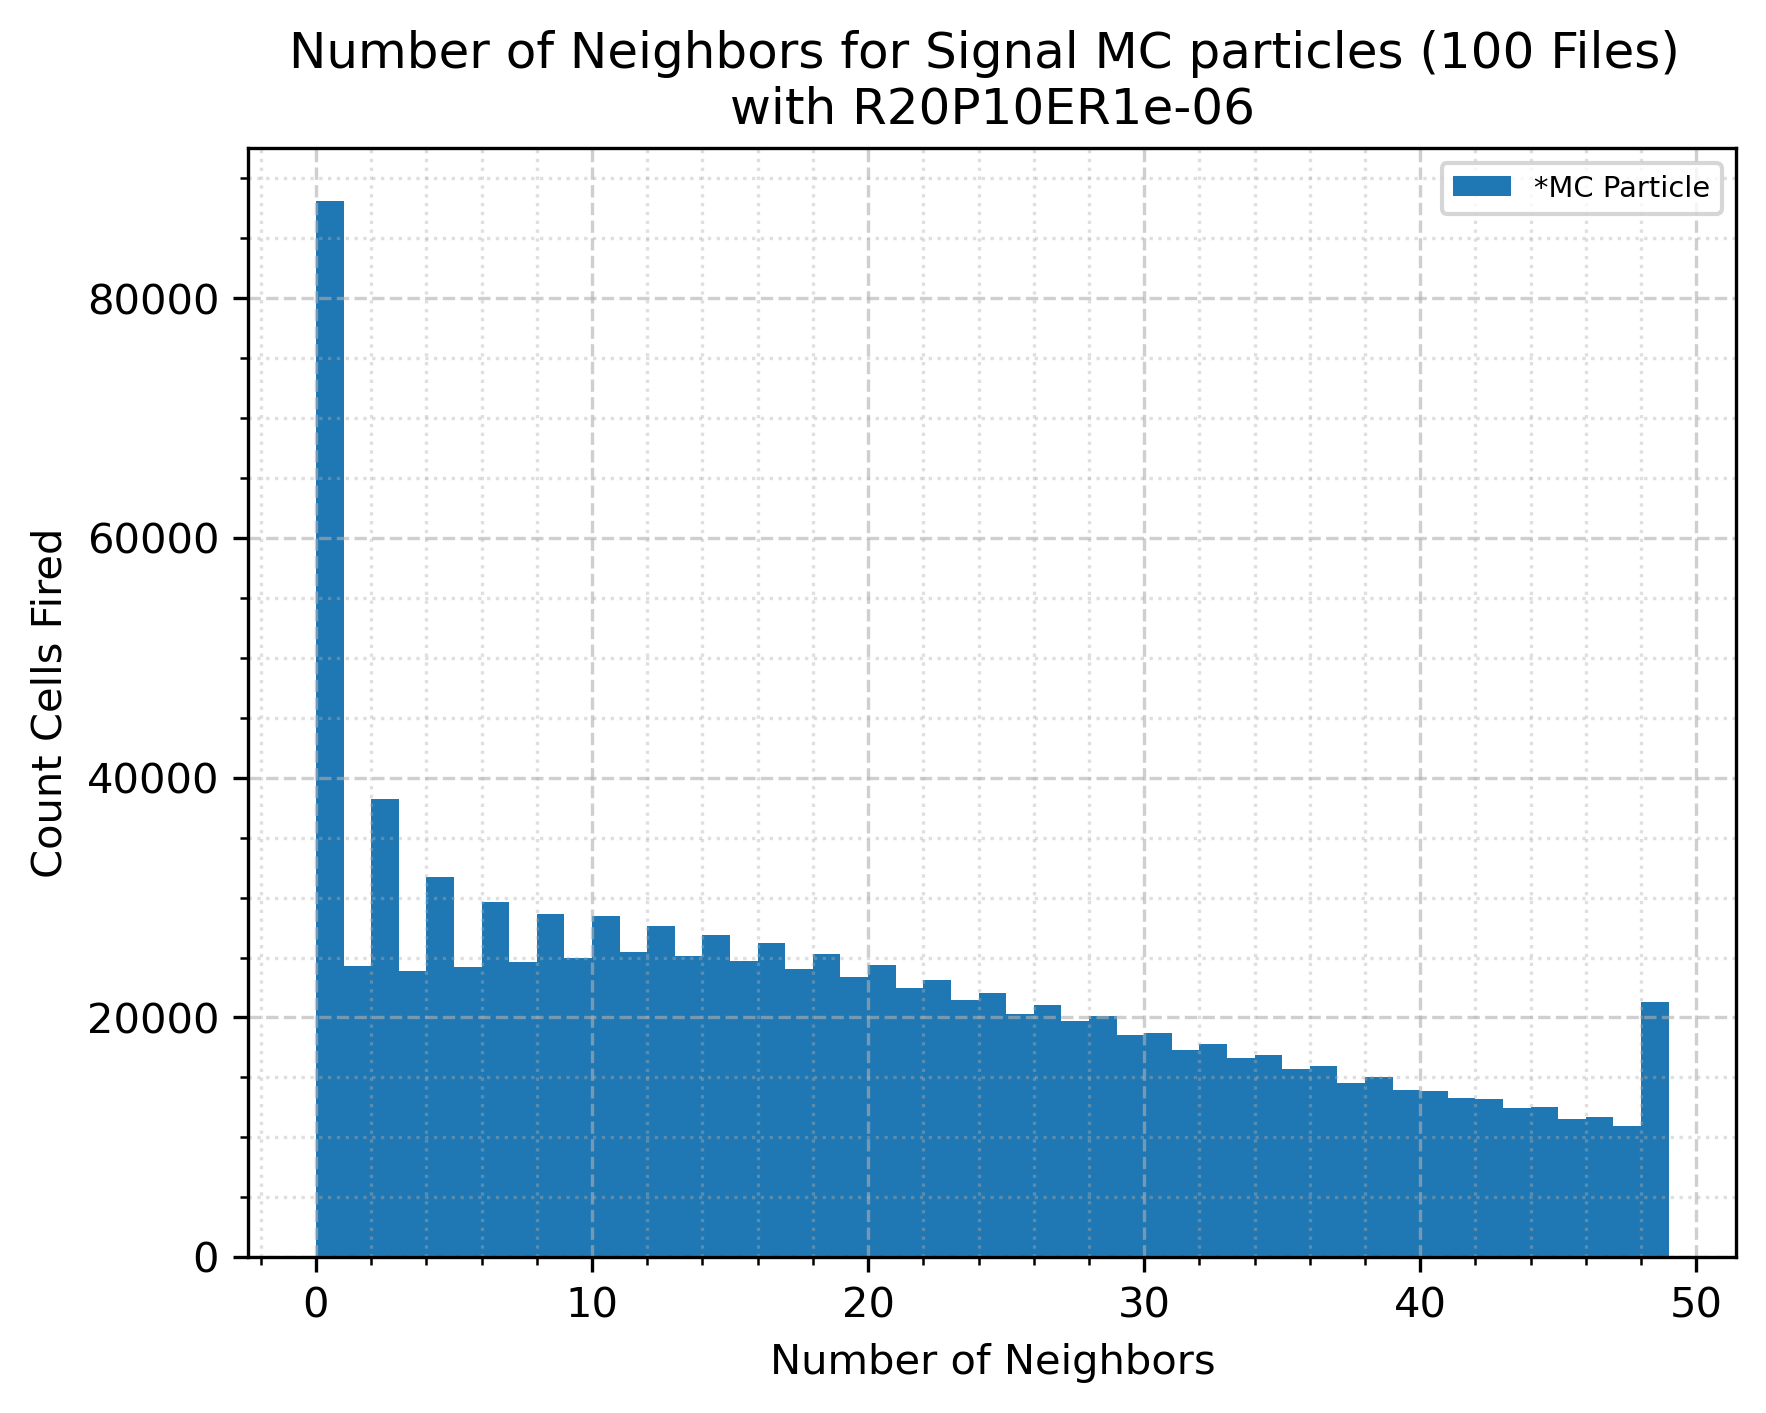 Number of Neighbors for Signal MC particles (100 Files)
with R20P10ER1e-06
*MC Particle
Count Cells Fired
80000
60000
40000
20000
0
0 10 20 30 40 50
Number of Neighbors